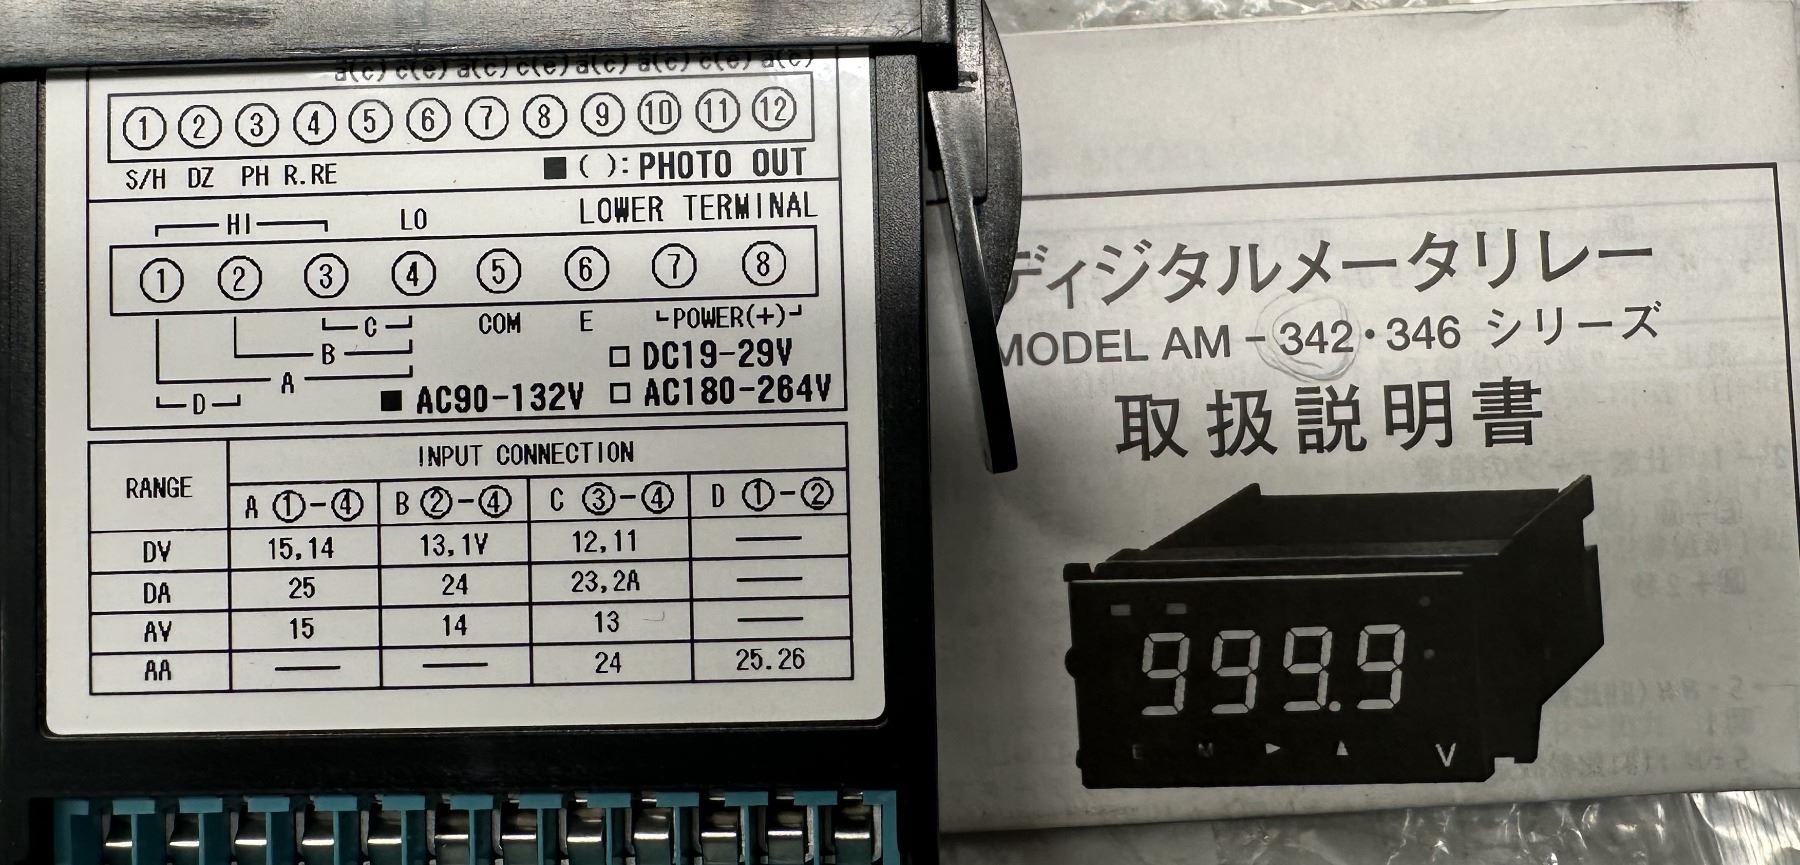 a(c) c(e) a(c) c(e) a(c) a(c) c(e) a(c)
① ② ③ ④ ⑤ ⑥ ⑦ ⑧ ⑨ ⑩ ⑪ ⑫
S/H DZ PH R.RE
■ ( ): PHOTO OUT
LOWER TERMINAL
HI LO
① ② ③ ④ ⑤ ⑥ ⑦ ⑧
C COM E POWER(+)
B
□ DC19-29V
A
D
■ AC90-132V □ AC180-264V
RANGE INPUT CONNECTION
A ①-④ B ②-④ C ③-④ D ①-②
DV 15,14 13,1V 12,11 ―
DA 25 24 23,2A ―
AV 15 14 13 ―
AA ― ― 24 25.26
ディジタルメータリレー
MODEL AM-342・346 シリーズ
取扱説明書
999.9
E M ▶ ▲ V